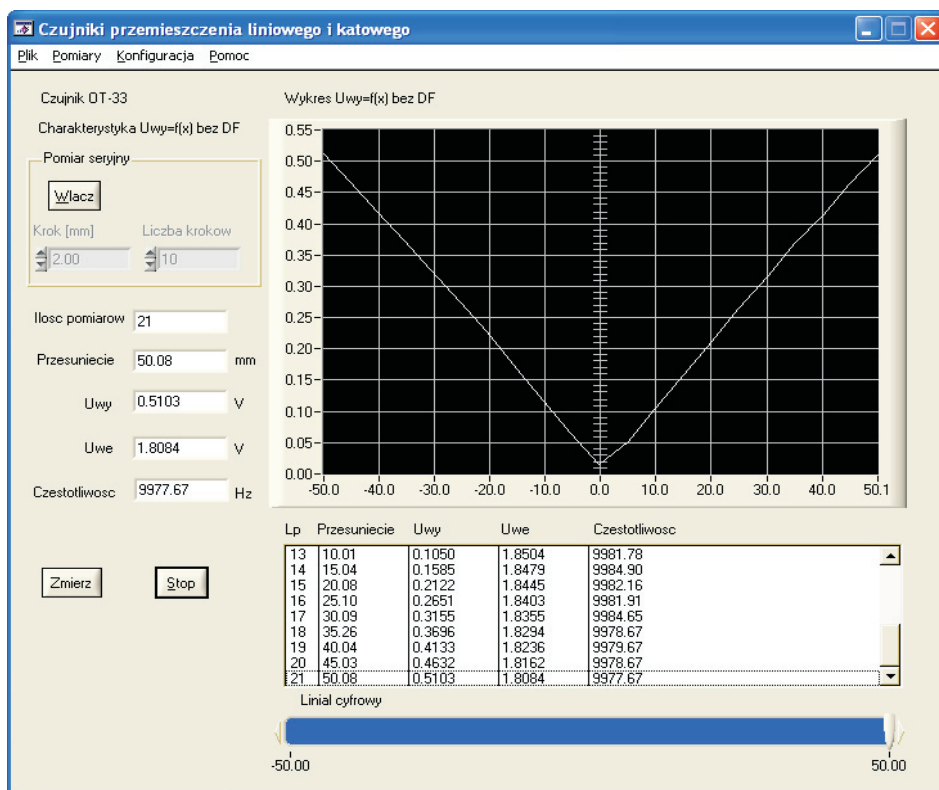 Czujniki przemieszczenia liniowego i katowego
Plik Pomiary Konfiguracja Pomoc
Czujnik OT-33
Charakterystyka Uwy=f(x) bez DF
Pomiar seryjny
Wlacz
Krok [mm] Liczba krokow
2.00 10
Ilosc pomiarow 21
Przesuniecie 50.08 mm
Uwy 0.5103 V
Uwe 1.8084 V
Czestotliwosc 9977.67 Hz
Zmierz Stop
Wykres Uwy=f(x) bez DF
0.55
0.50
0.45
0.40
0.35
0.30
0.25
0.20
0.15
0.10
0.05
0.00
-50.0 -40.0 -30.0 -20.0 -10.0 0.0 10.0 20.0 30.0 40.0 50.1
Lp Przesuniecie Uwy Uwe Czestotliwosc
13 10.01 0.1050 1.8504 9981.78
14 15.04 0.1585 1.8479 9984.90
15 20.08 0.2122 1.8445 9982.16
16 25.10 0.2651 1.8403 9981.91
17 30.09 0.3155 1.8355 9984.65
18 35.26 0.3696 1.8294 9978.67
19 40.04 0.4133 1.8236 9979.67
20 45.03 0.4632 1.8162 9978.67
21 50.08 0.5103 1.8084 9977.67
Linial cyfrowy
-50.00 50.00